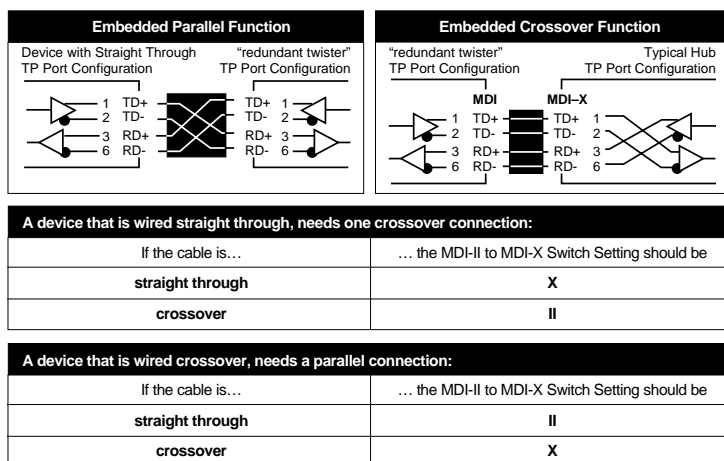 Embedded Parallel Function
Device with Straight Through
TP Port Configuration
“redundant twister”
TP Port Configuration
1 TD+ TD+ 1
2 TD- TD- 2
3 RD+ RD+ 3
6 RD- RD- 6
Embedded Crossover Function
“redundant twister”
TP Port Configuration
Typical Hub
TP Port Configuration
MDI MDI–X
1 TD+ TD+ 1
2 TD- TD- 2
3 RD+ RD+ 3
6 RD- RD- 6
A device that is wired straight through, needs one crossover connection:
If the cable is… … the MDI-II to MDI-X Switch Setting should be
straight through X
crossover II
A device that is wired crossover, needs a parallel connection:
If the cable is… … the MDI-II to MDI-X Switch Setting should be
straight through II
crossover X